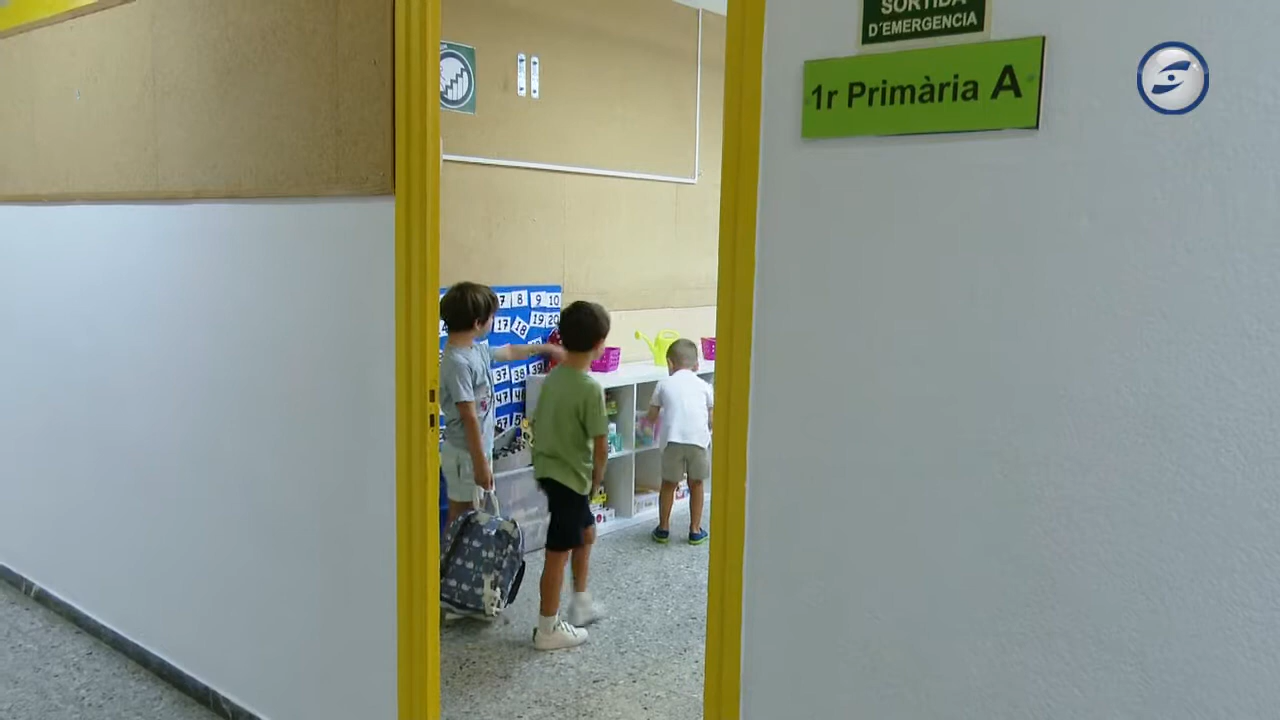 SORTIDA
D'EMERGENCIA
1r Primària A
7 8 9 10
17 18 19 20
37 38 39
47